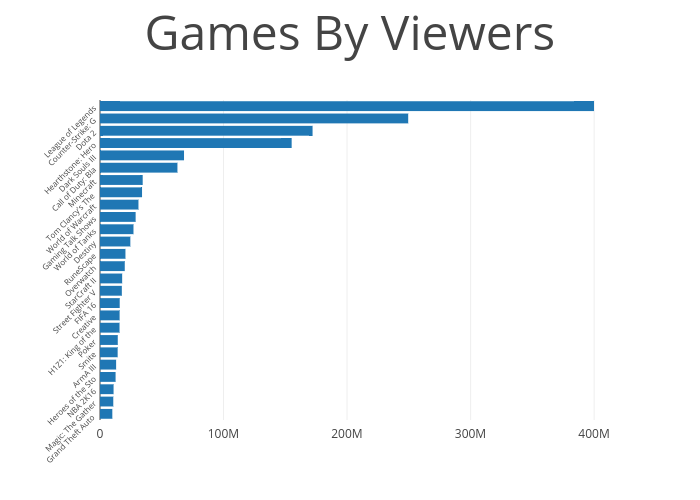 Games By Viewers
League of Legends
Counter-Strike: G
Dota 2
Hearthstone: Hero
Dark Souls III
Call of Duty: Bla
Minecraft
Tom Clancy's The
World of Warcraft
Gaming Talk Shows
World of Tanks
Destiny
RuneScape
Overwatch
StarCraft II
Street Fighter V
FIFA 16
Creative
H1Z1: King of the
Poker
Smite
ArmA III
Heroes of the Sto
NBA 2K16
Magic: The Gather
Grand Theft Auto
0 100M 200M 300M 400M